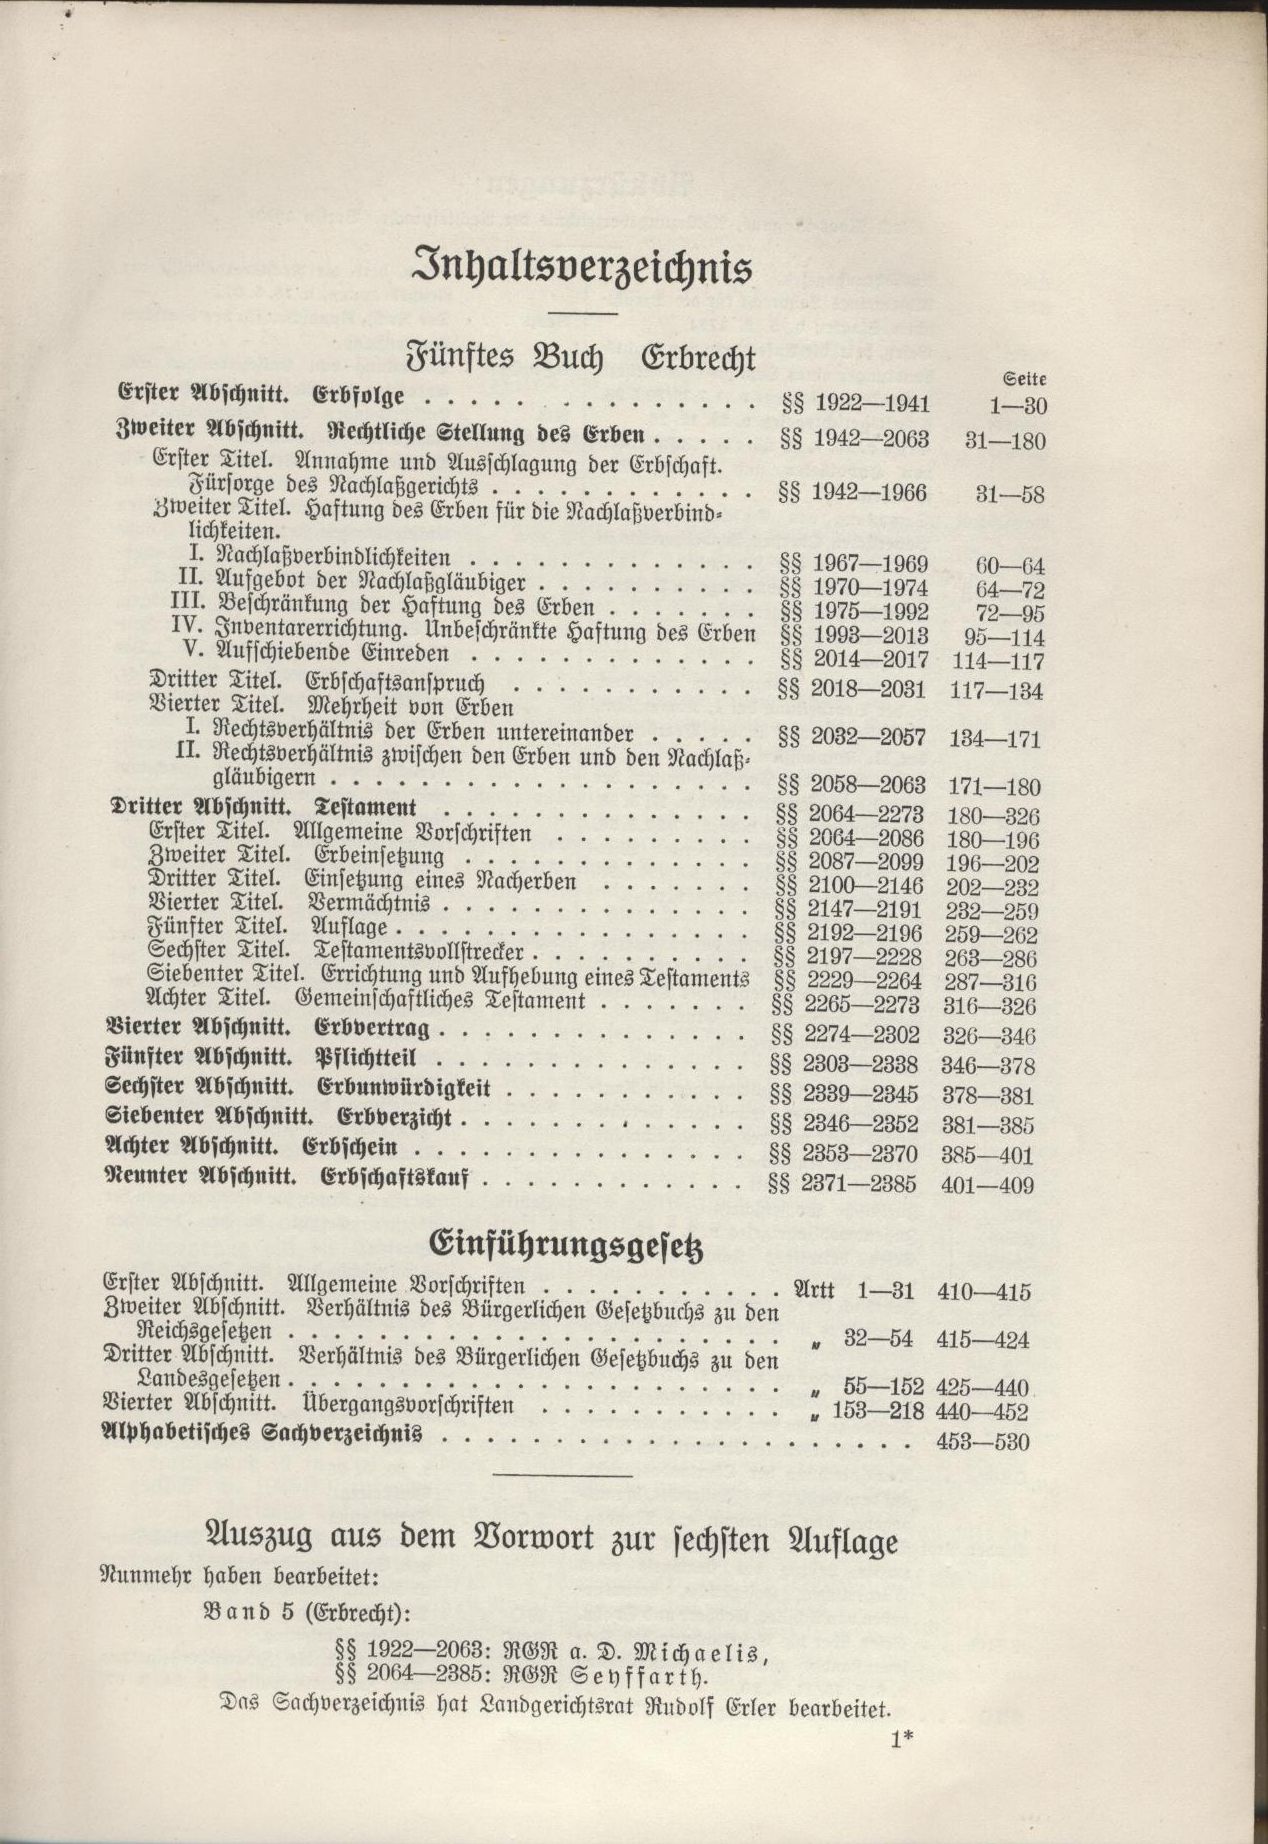 Inhaltsverzeichnis
Fünftes Buch Erbrecht
Seite
Erster Abschnitt. Erbfolge . . . . . . . . . . . . . . §§ 1922—1941 1—30
Zweiter Abschnitt. Rechtliche Stellung des Erben . . . . . §§ 1942—2063 31—180
Erster Titel. Annahme und Ausschlagung der Erbschaft.
Fürsorge des Nachlaßgerichts . . . . . . . . . . . . §§ 1942—1966 31—58
Zweiter Titel. Haftung des Erben für die Nachlaßverbind-
lichkeiten.
I. Nachlaßverbindlichkeiten . . . . . . . . . . . . . §§ 1967—1969 60—64
II. Aufgebot der Nachlaßgläubiger . . . . . . . . . . §§ 1970—1974 64—72
III. Beschränkung der Haftung des Erben . . . . . . . §§ 1975—1992 72—95
IV. Inventarerrichtung. Unbeschränkte Haftung des Erben §§ 1993—2013 95—114
V. Aufschiebende Einreden . . . . . . . . . . . . . §§ 2014—2017 114—117
Dritter Titel. Erbschaftsanspruch . . . . . . . . . . . §§ 2018—2031 117—134
Vierter Titel. Mehrheit von Erben
I. Rechtsverhältnis der Erben untereinander . . . . . §§ 2032—2057 134—171
II. Rechtsverhältnis zwischen den Erben und den Nachlaß-
gläubigern . . . . . . . . . . . . . . . . . . . §§ 2058—2063 171—180
Dritter Abschnitt. Testament . . . . . . . . . . . . . . §§ 2064—2273 180—326
Erster Titel. Allgemeine Vorschriften . . . . . . . . . §§ 2064—2086 180—196
Zweiter Titel. Erbeinsetzung . . . . . . . . . . . . . §§ 2087—2099 196—202
Dritter Titel. Einsetzung eines Nacherben . . . . . . . §§ 2100—2146 202—232
Vierter Titel. Vermächtnis . . . . . . . . . . . . . . §§ 2147—2191 232—259
Fünfter Titel. Auflage . . . . . . . . . . . . . . . . §§ 2192—2196 259—262
Sechster Titel. Testamentsvollstrecker . . . . . . . . . . §§ 2197—2228 263—286
Siebenter Titel. Errichtung und Aufhebung eines Testaments §§ 2229—2264 287—316
Achter Titel. Gemeinschaftliches Testament . . . . . . . §§ 2265—2273 316—326
Vierter Abschnitt. Erbvertrag . . . . . . . . . . . . . . §§ 2274—2302 326—346
Fünfter Abschnitt. Pflichtteil . . . . . . . . . . . . . . §§ 2303—2338 346—378
Sechster Abschnitt. Erbunwürdigkeit . . . . . . . . . . . §§ 2339—2345 378—381
Siebenter Abschnitt. Erbverzicht . . . . . . . . . . . . . §§ 2346—2352 381—385
Achter Abschnitt. Erbschein . . . . . . . . . . . . . . . §§ 2353—2370 385—401
Neunter Abschnitt. Erbschaftskauf . . . . . . . . . . . . §§ 2371—2385 401—409
Einführungsgesetz
Erster Abschnitt. Allgemeine Vorschriften . . . . . . . . . . . Artt 1—31 410—415
Zweiter Abschnitt. Verhältnis des Bürgerlichen Gesetzbuchs zu den
Reichsgesetzen . . . . . . . . . . . . . . . . . . . . . . „ 32—54 415—424
Dritter Abschnitt. Verhältnis des Bürgerlichen Gesetzbuchs zu den
Landesgesetzen . . . . . . . . . . . . . . . . . . . . . . „ 55—152 425—440
Vierter Abschnitt. Übergangsvorschriften . . . . . . . . . . . „ 153—218 440—452
Alphabetisches Sachverzeichnis . . . . . . . . . . . . . . . . . . . . . 453—530
Auszug aus dem Vorwort zur sechsten Auflage
Nunmehr haben bearbeitet:
Band 5 (Erbrecht):
§§ 1922—2063: RGR a. D. Michaelis,
§§ 2064—2385: RGR Seyffarth.
Das Sachverzeichnis hat Landgerichtsrat Rudolf Erler bearbeitet.
1*